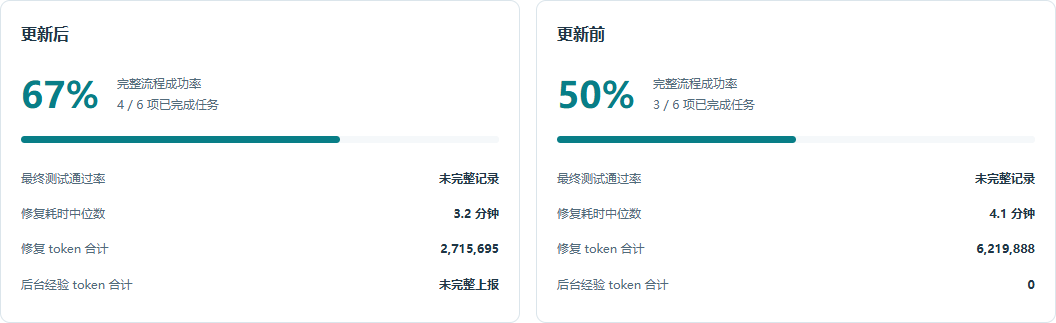 更新后
67%
完整流程成功率
4 / 6 项已完成任务
最终测试通过率 未完整记录
修复耗时中位数 3.2 分钟
修复 token 合计 2,715,695
后台经验 token 合计 未完整上报
更新前
50%
完整流程成功率
3 / 6 项已完成任务
最终测试通过率 未完整记录
修复耗时中位数 4.1 分钟
修复 token 合计 6,219,888
后台经验 token 合计 0